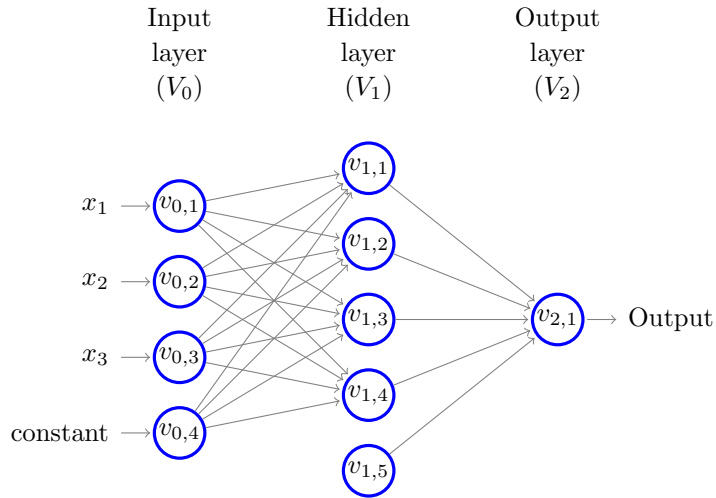 Input
layer
(V₀)
Hidden
layer
(V₁)
Output
layer
(V₂)
x₁
x₂
x₃
constant
v₀,₁
v₀,₂
v₀,₃
v₀,₄
v₁,₁
v₁,₂
v₁,₃
v₁,₄
v₁,₅
v₂,₁
Output